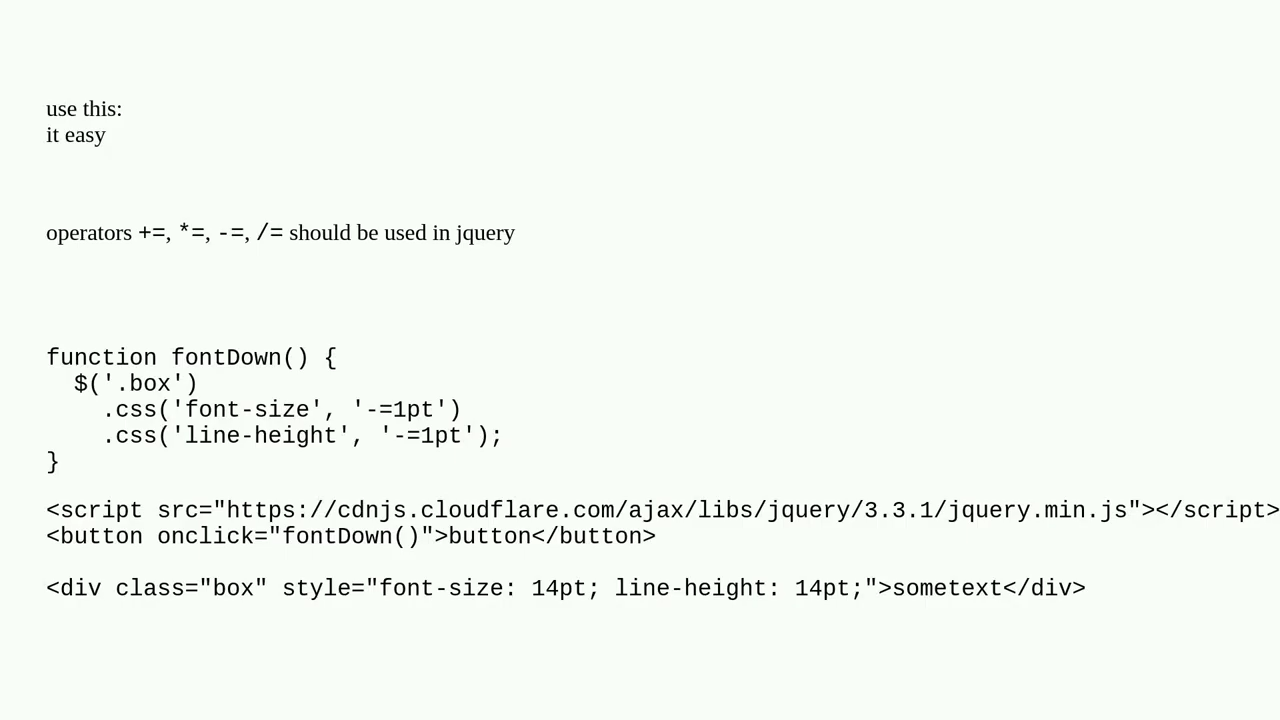 use this:
it easy
operators +=, *=, -=, /= should be used in jquery
function fontDown() {
  $('.box')
    .css('font-size', '-=1pt')
    .css('line-height', '-=1pt');
}
<script src="https://cdnjs.cloudflare.com/ajax/libs/jquery/3.3.1/jquery.min.js"></script>
<button onclick="fontDown()">button</button>
<div class="box" style="font-size: 14pt; line-height: 14pt;">sometext</div>